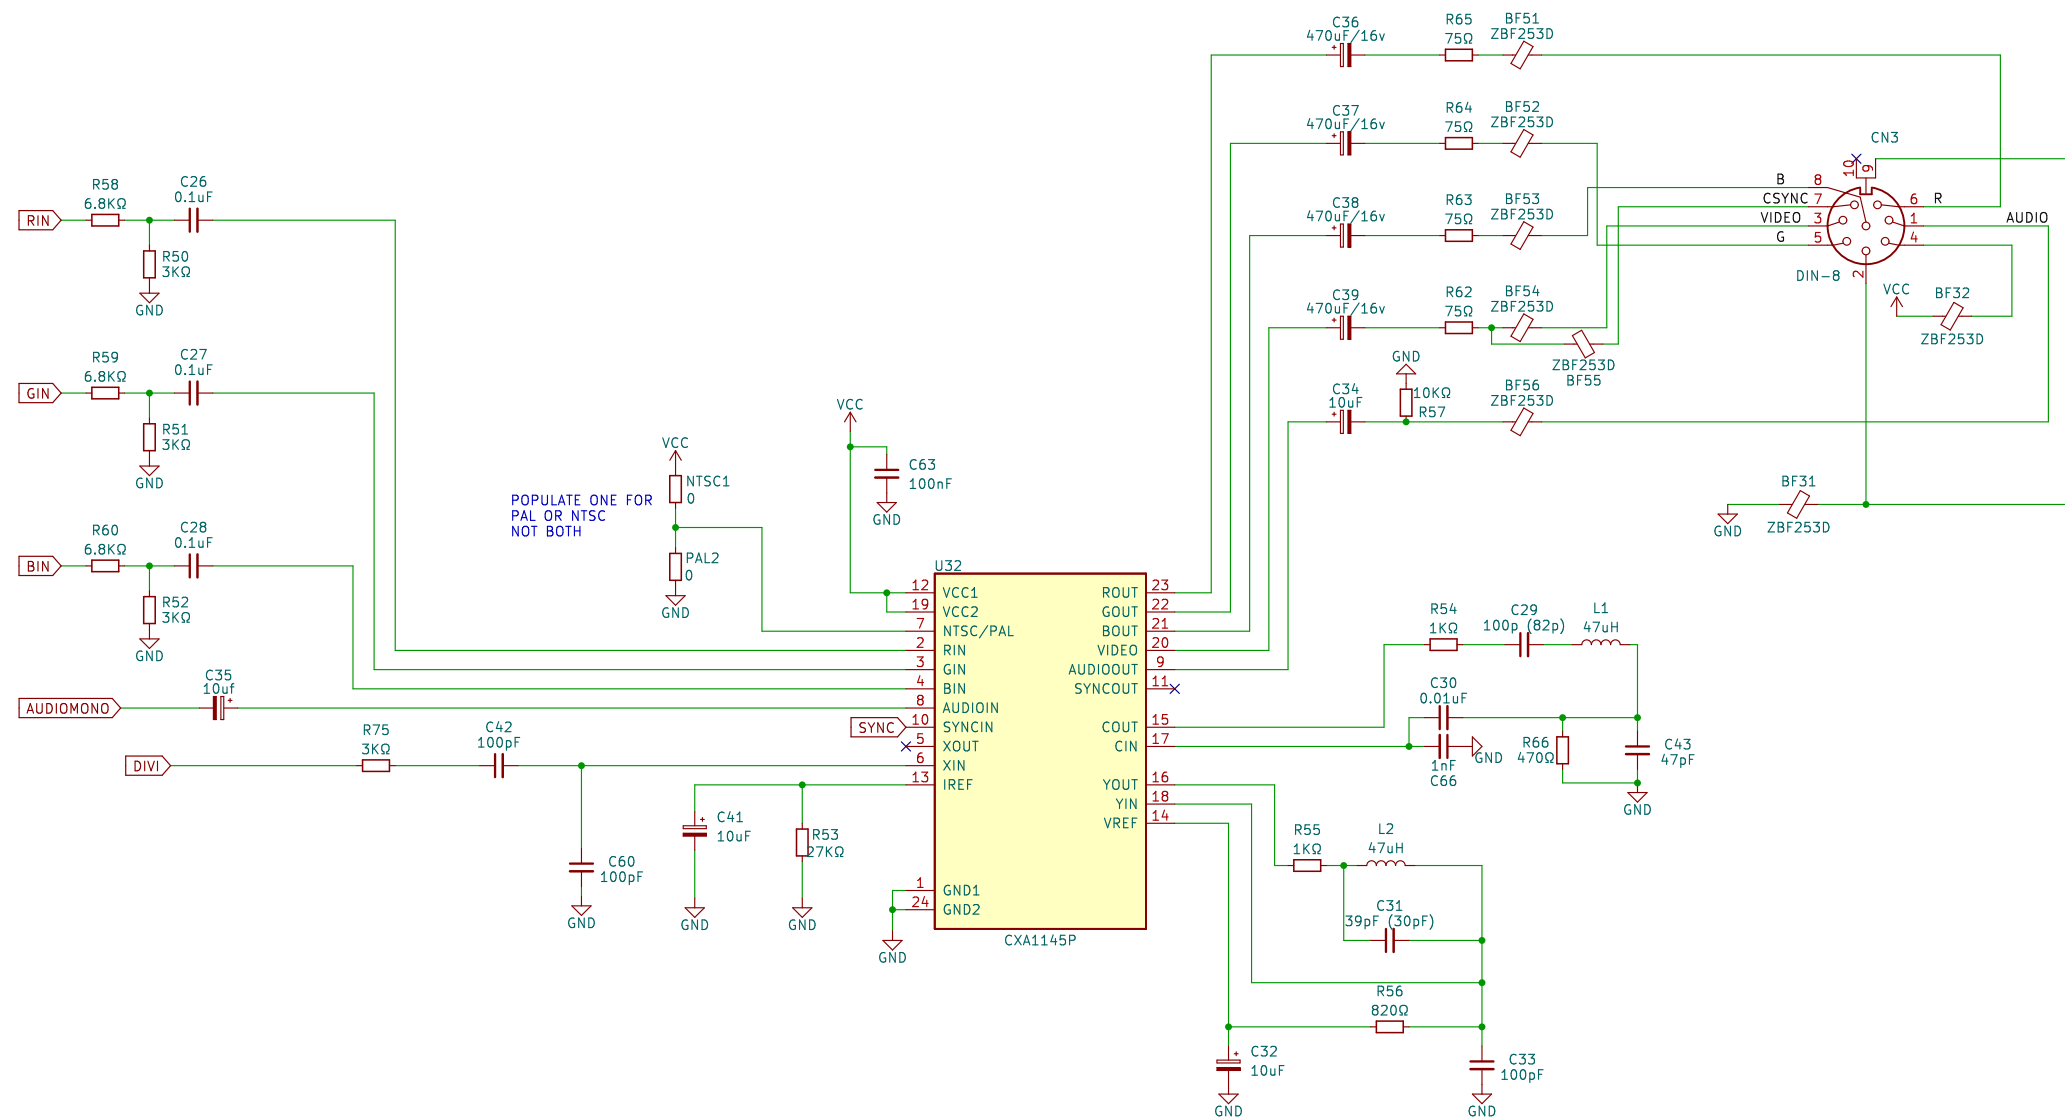 C36
470uF/16v
R65
75Ω
BF51
ZBF253D
C37
470uF/16v
R64
75Ω
BF52
ZBF253D
CN3
10
9
R58
6.8KΩ
C26
0.1uF
RIN
R50
3KΩ
GND
C38
470uF/16v
R63
75Ω
BF53
ZBF253D
B
8
CSYNC
7
VIDEO
3
G
5
6
R
1
AUDIO
4
DIN-8
2
VCC
BF32
ZBF253D
C39
470uF/16v
R62
75Ω
BF54
ZBF253D
ZBF253D
BF55
R59
6.8KΩ
C27
0.1uF
GIN
R51
3KΩ
GND
GND
10KΩ
R57
C34
10uF
BF56
ZBF253D
VCC
C63
100nF
GND
VCC
NTSC1
0
POPULATE ONE FOR
PAL OR NTSC
NOT BOTH
PAL2
0
GND
BF31
ZBF253D
GND
R60
6.8KΩ
C28
0.1uF
BIN
R52
3KΩ
GND
C35
10uf
AUDIOMONO
R75
3KΩ
C42
100pF
DIVI
C60
100pF
GND
C41
10uF
GND
R53
27KΩ
GND
SYNC
U32
12
VCC1
19
VCC2
7
NTSC/PAL
2
RIN
3
GIN
4
BIN
8
AUDIOIN
10
SYNCIN
5
XOUT
6
XIN
13
IREF
1
GND1
24
GND2
GND
ROUT
23
GOUT
22
BOUT
21
VIDEO
20
AUDIOOUT
9
SYNCOUT
11
COUT
15
CIN
17
YOUT
16
YIN
18
VREF
14
CXA1145P
R54
1KΩ
C29
100p (82p)
L1
47uH
C30
0.01uF
1nF
C66
GND
R66
470Ω
C43
47pF
GND
R55
1KΩ
L2
47uH
C31
39pF (30pF)
R56
820Ω
C32
10uF
GND
C33
100pF
GND